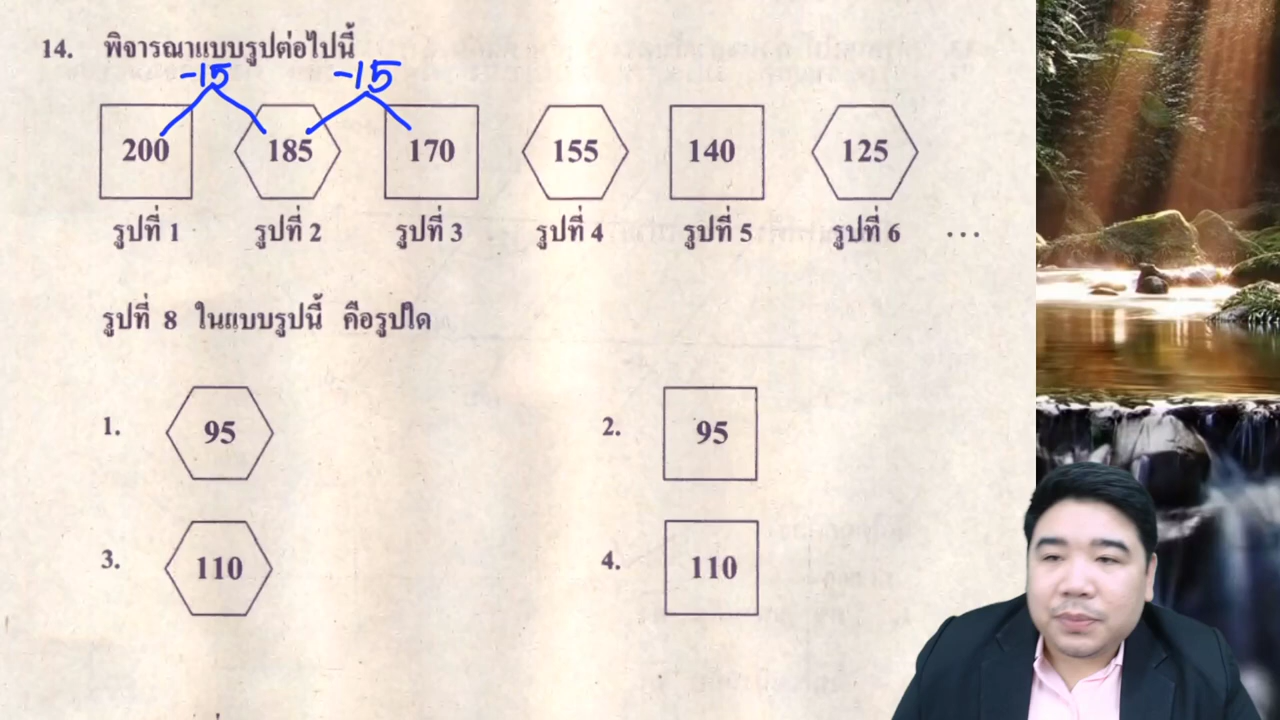 14. พิจารณาแบบรูปต่อไปนี้
-15 -15
200 185 170 155 140 125
รูปที่ 1 รูปที่ 2 รูปที่ 3 รูปที่ 4 รูปที่ 5 รูปที่ 6 ...
รูปที่ 8 ในแบบรูปนี้ คือรูปใด
1. 95 2. 95
3. 110 4. 110